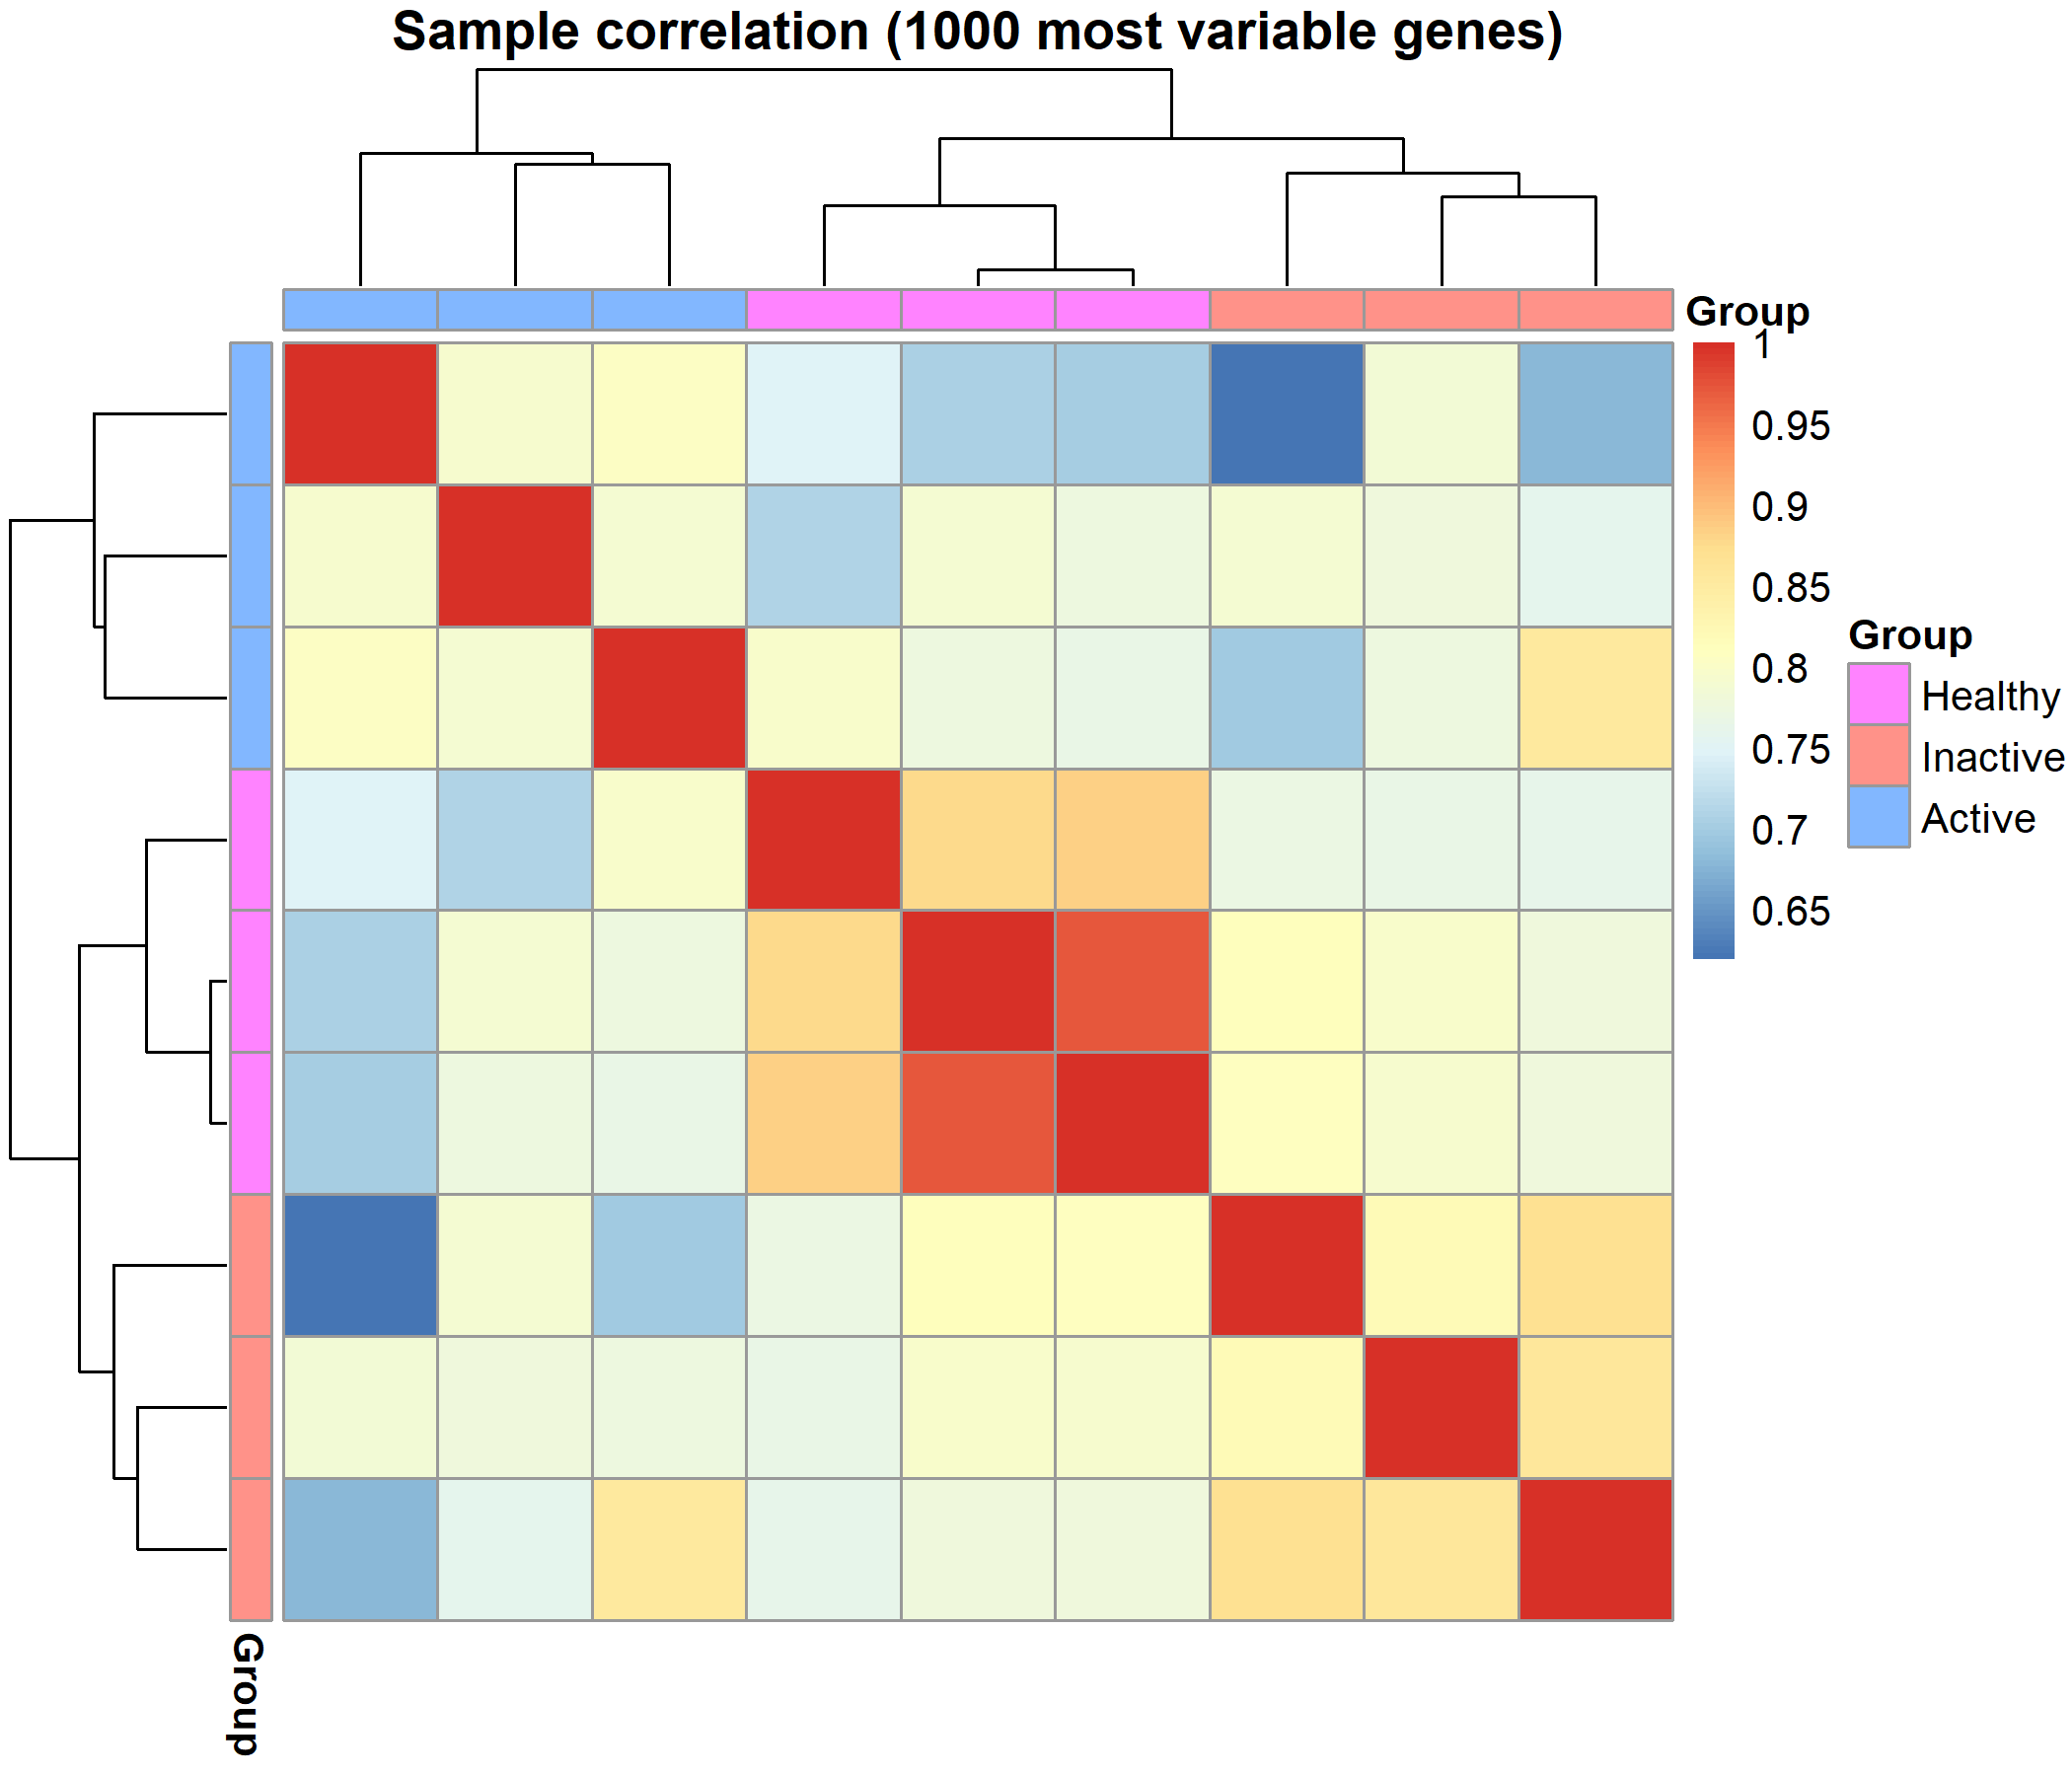 Sample correlation (1000 most variable genes)
Group
1
0.95
0.9
0.85
0.8
0.75
0.7
0.65
Group
Healthy
Inactive
Active
Group